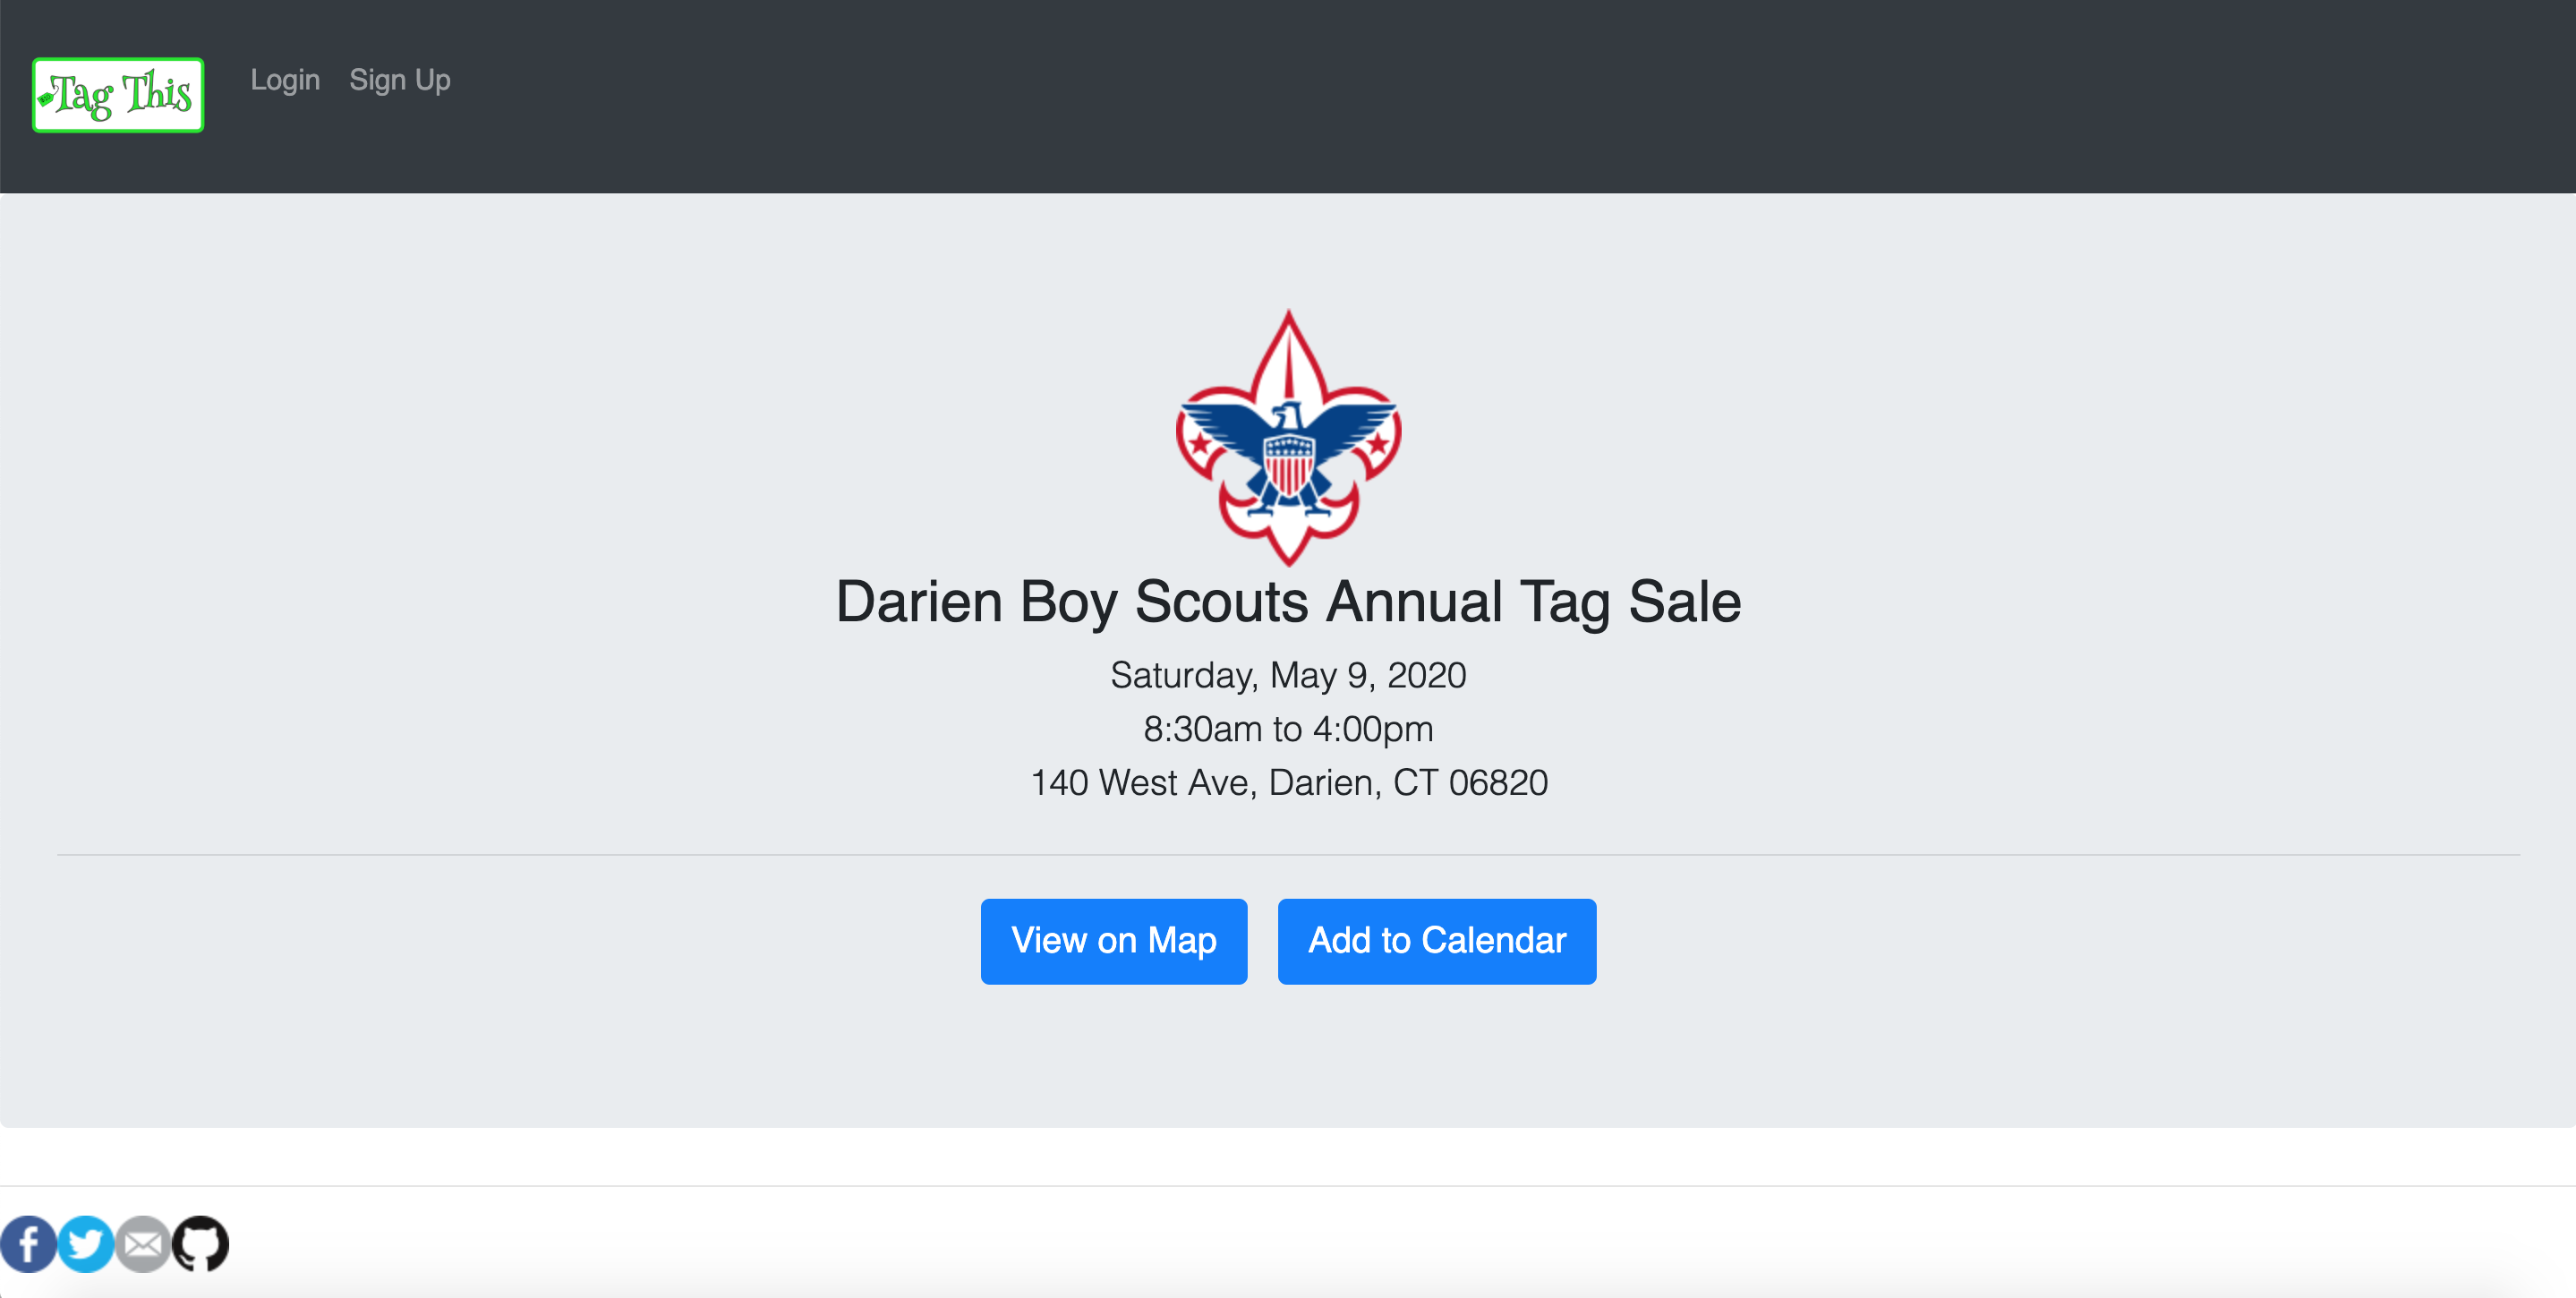 Tag This
Login Sign Up
Darien Boy Scouts Annual Tag Sale
Saturday, May 9, 2020
8:30am to 4:00pm
140 West Ave, Darien, CT 06820
View on Map Add to Calendar